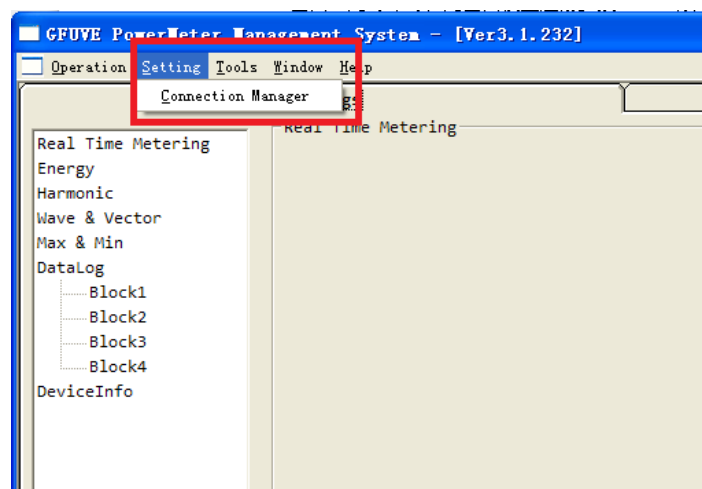 GFUVE PowerMeter Management System - [Ver3.1.232]
Operation Setting Tools Window Help
Connection Manager
Real Time Metering
Real Time Metering
Energy
Harmonic
Wave & Vector
Max & Min
DataLog
Block1
Block2
Block3
Block4
DeviceInfo